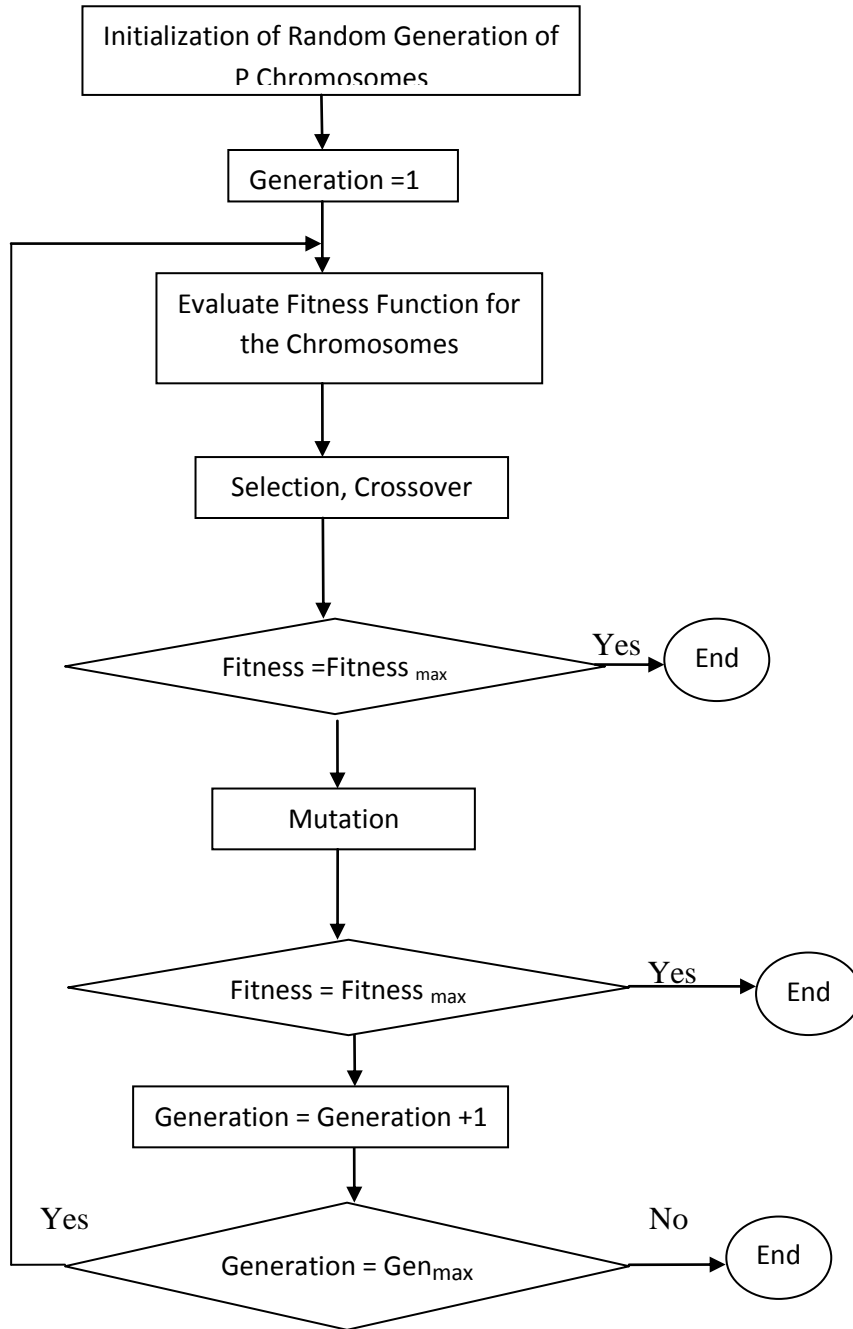 Initialization of Random Generation of
P Chromosomes
Generation =1
Evaluate Fitness Function for
the Chromosomes
Selection, Crossover
Fitness =Fitness max
Yes
End
Mutation
Fitness = Fitness max
Yes
End
Generation = Generation +1
Yes
Generation = Genmax
No
End